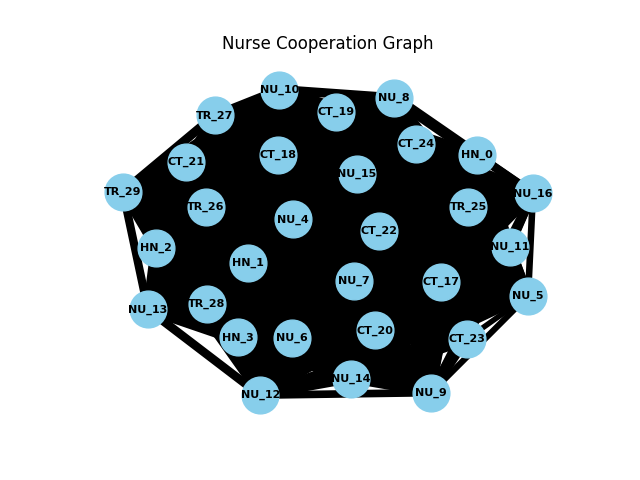 Nurse Cooperation Graph
NU_10
NU_8
TR_27
CT_19
CT_24
CT_21
CT_18
HN_0
NU_15
TR_29
NU_16
TR_26
TR_25
NU_4
CT_22
HN_2
NU_11
HN_1
NU_7
CT_17
NU_5
TR_28
NU_13
CT_20
HN_3
NU_6
CT_23
NU_14
NU_12
NU_9